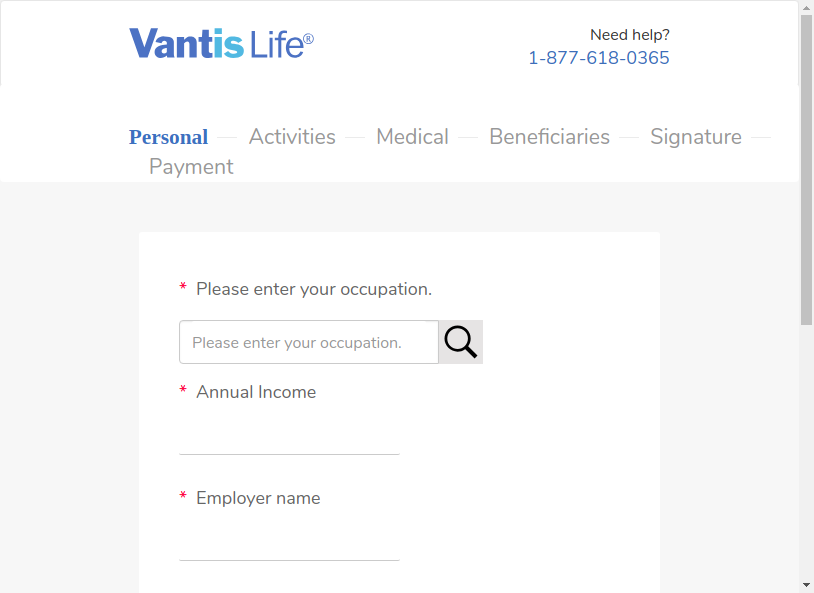 Vantis Life®
Need help?
1-877-618-0365
Personal Activities Medical Beneficiaries Signature
Payment
* Please enter your occupation.
Please enter your occupation.
* Annual Income
* Employer name